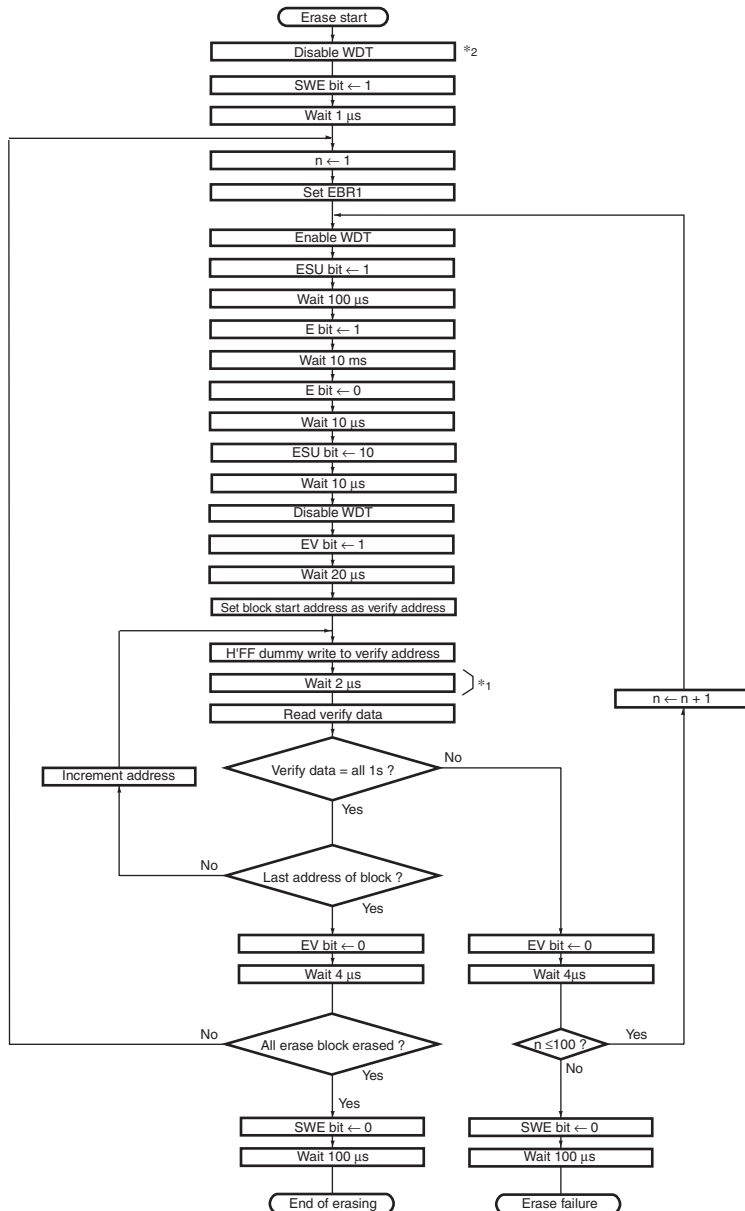 Erase start
Disable WDT
*2
SWE bit ← 1
Wait 1 μs
n ← 1
Set EBR1
Enable WDT
ESU bit ← 1
Wait 100 μs
E bit ← 1
Wait 10 ms
E bit ← 0
Wait 10 μs
ESU bit ← 10
Wait 10 μs
Disable WDT
EV bit ← 1
Wait 20 μs
Set block start address as verify address
H'FF dummy write to verify address
Wait 2 μs
*1
n ← n + 1
Read verify data
Increment address
Verify data = all 1s ?
No
Yes
No
Last address of block ?
Yes
EV bit ← 0
EV bit ← 0
Wait 4 μs
Wait 4μs
No
All erase block erased ?
n ≤100 ?
Yes
Yes
No
Yes
SWE bit ← 0
SWE bit ← 0
Wait 100 μs
Wait 100 μs
End of erasing
Erase failure